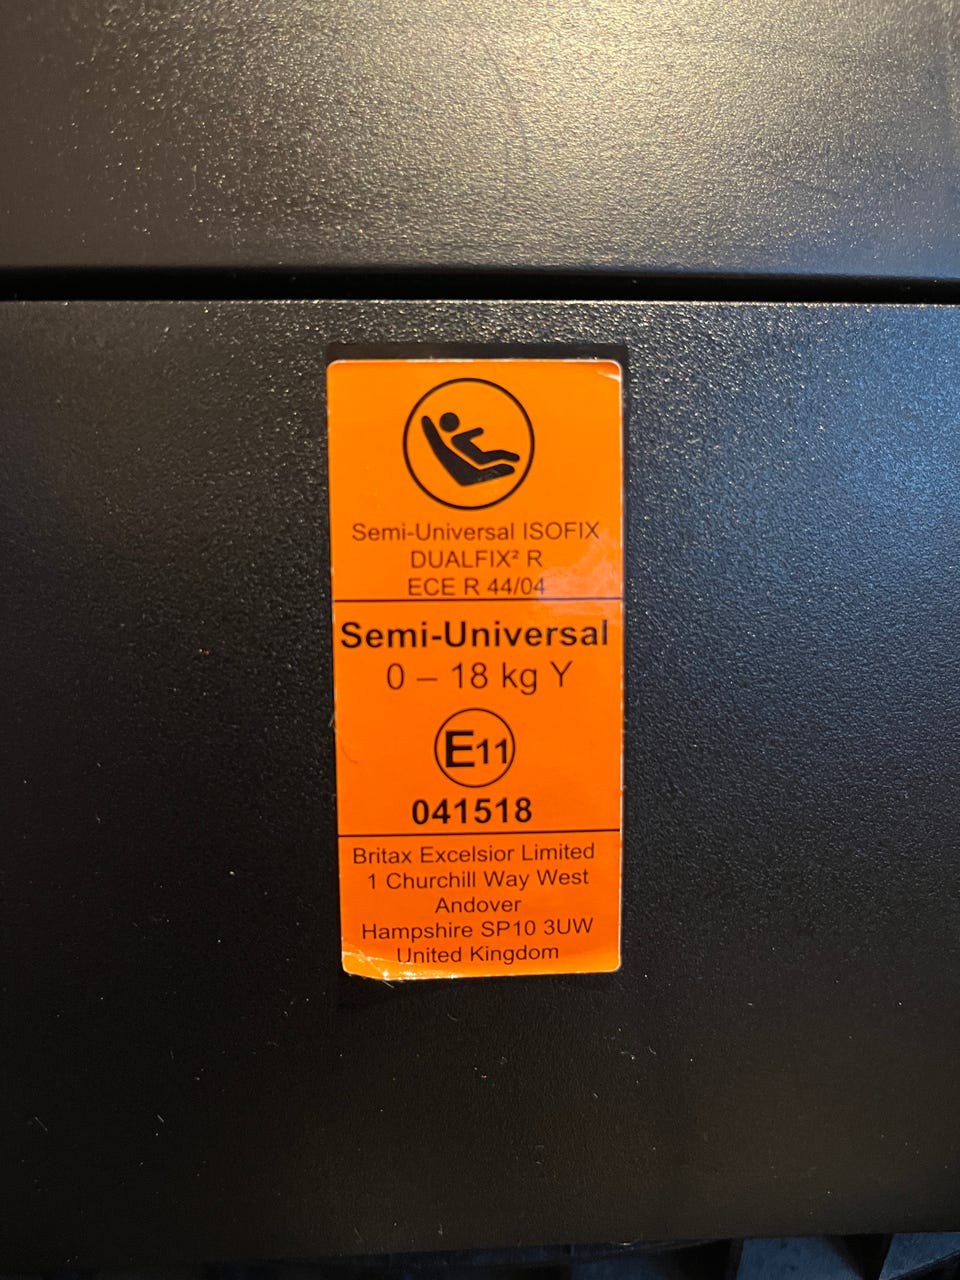 Semi-Universal ISOFIX
DUALFIX² R
ECE R 44/04
Semi-Universal
0 – 18 kg Y
E11
041518
Britax Excelsior Limited
1 Churchill Way West
Andover
Hampshire SP10 3UW
United Kingdom